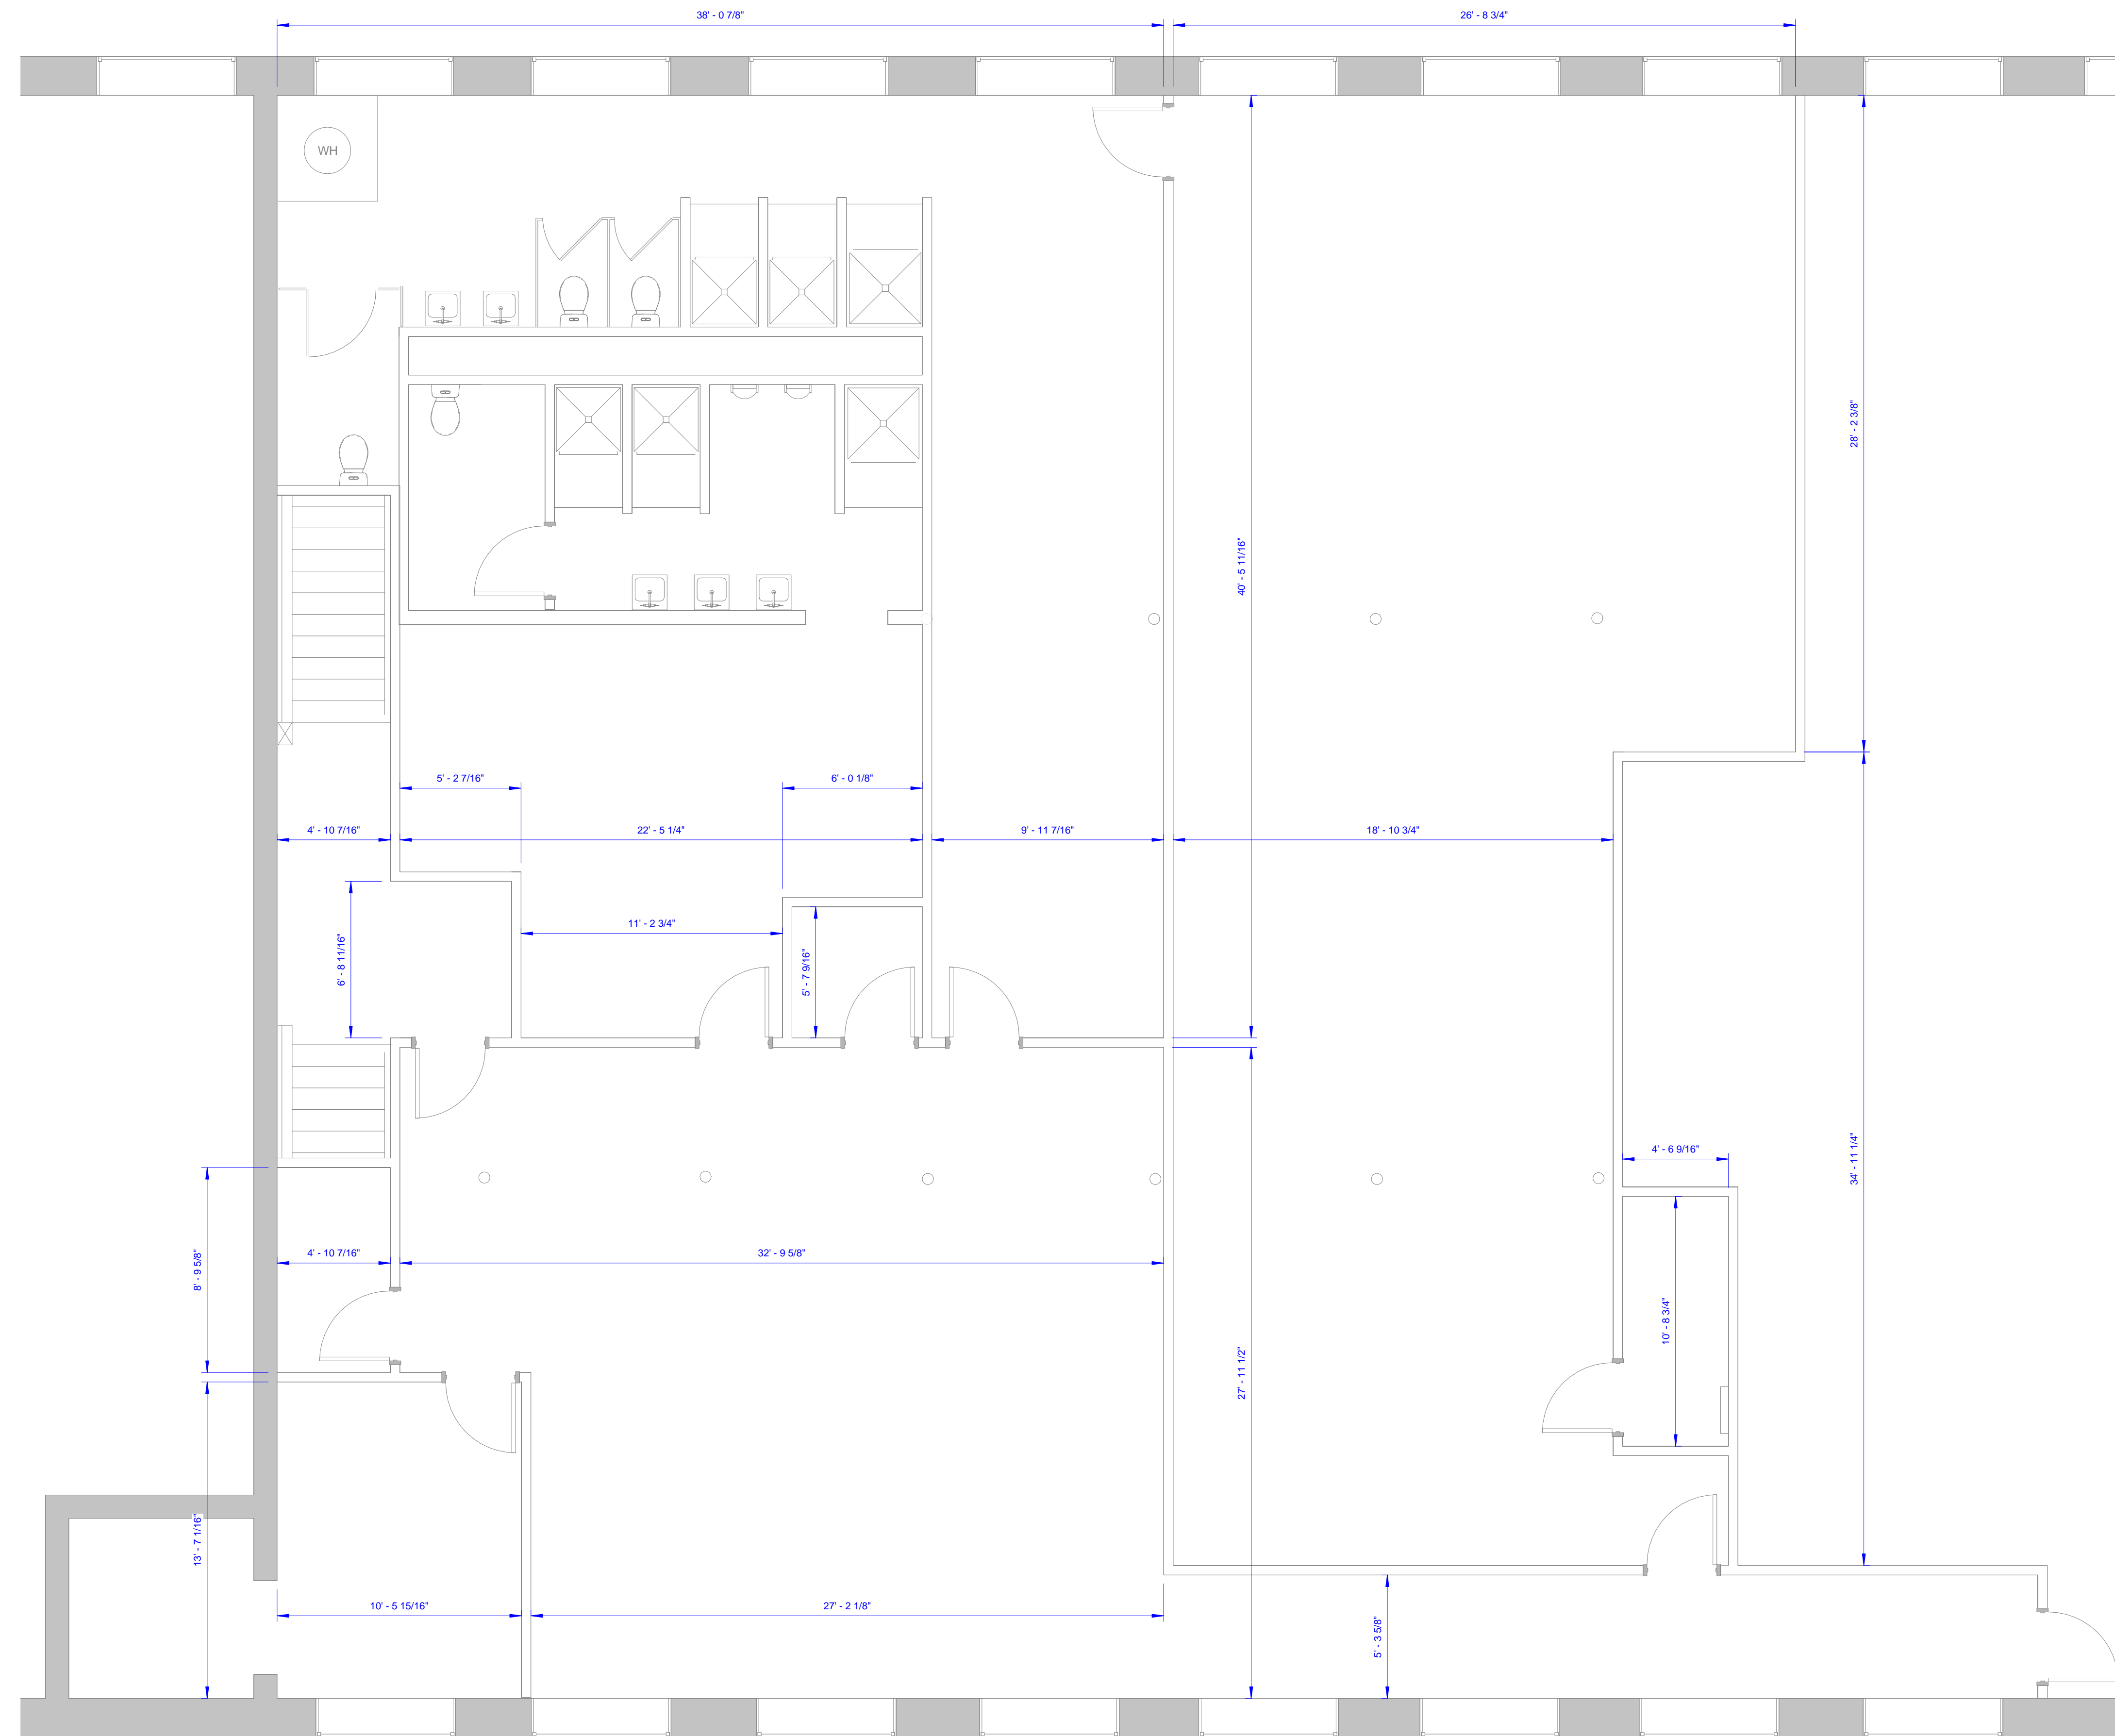 38' - 0 7/8"
26' - 8 3/4"
WH
28' - 2 3/8"
40' - 5 11/16"
5' - 2 7/16"
6' - 0 1/8"
4' - 10 7/16"
22' - 5 1/4"
9' - 11 7/16"
18' - 10 3/4"
11' - 2 3/4"
6' - 8 11/16"
5' - 7 9/16"
4' - 6 9/16"
34' - 11 1/4"
4' - 10 7/16"
32' - 9 5/8"
8' - 9 5/8"
10' - 8 3/4"
27' - 11 1/2"
13' - 7 1/16"
10' - 5 15/16"
27' - 2 1/8"
5' - 3 5/8"